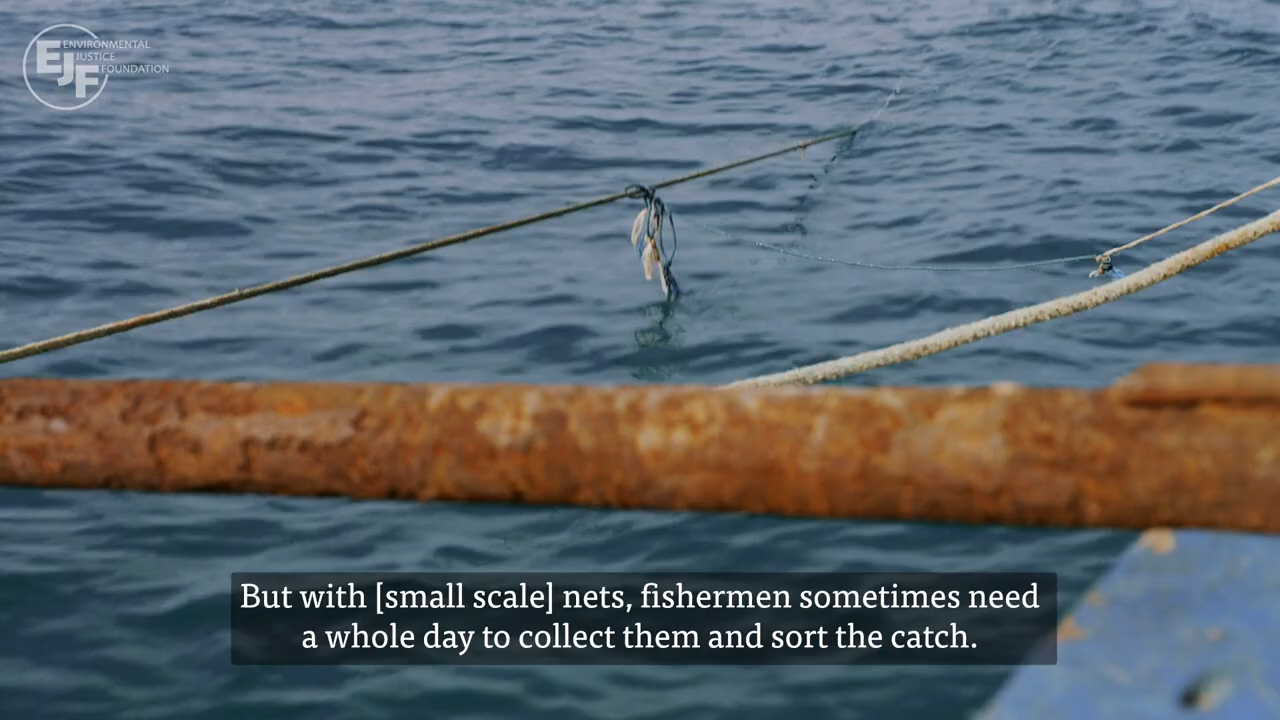 EJF
ENVIRONMENTAL
JUSTICE
FOUNDATION
But with [small scale] nets, fishermen sometimes need
a whole day to collect them and sort the catch.